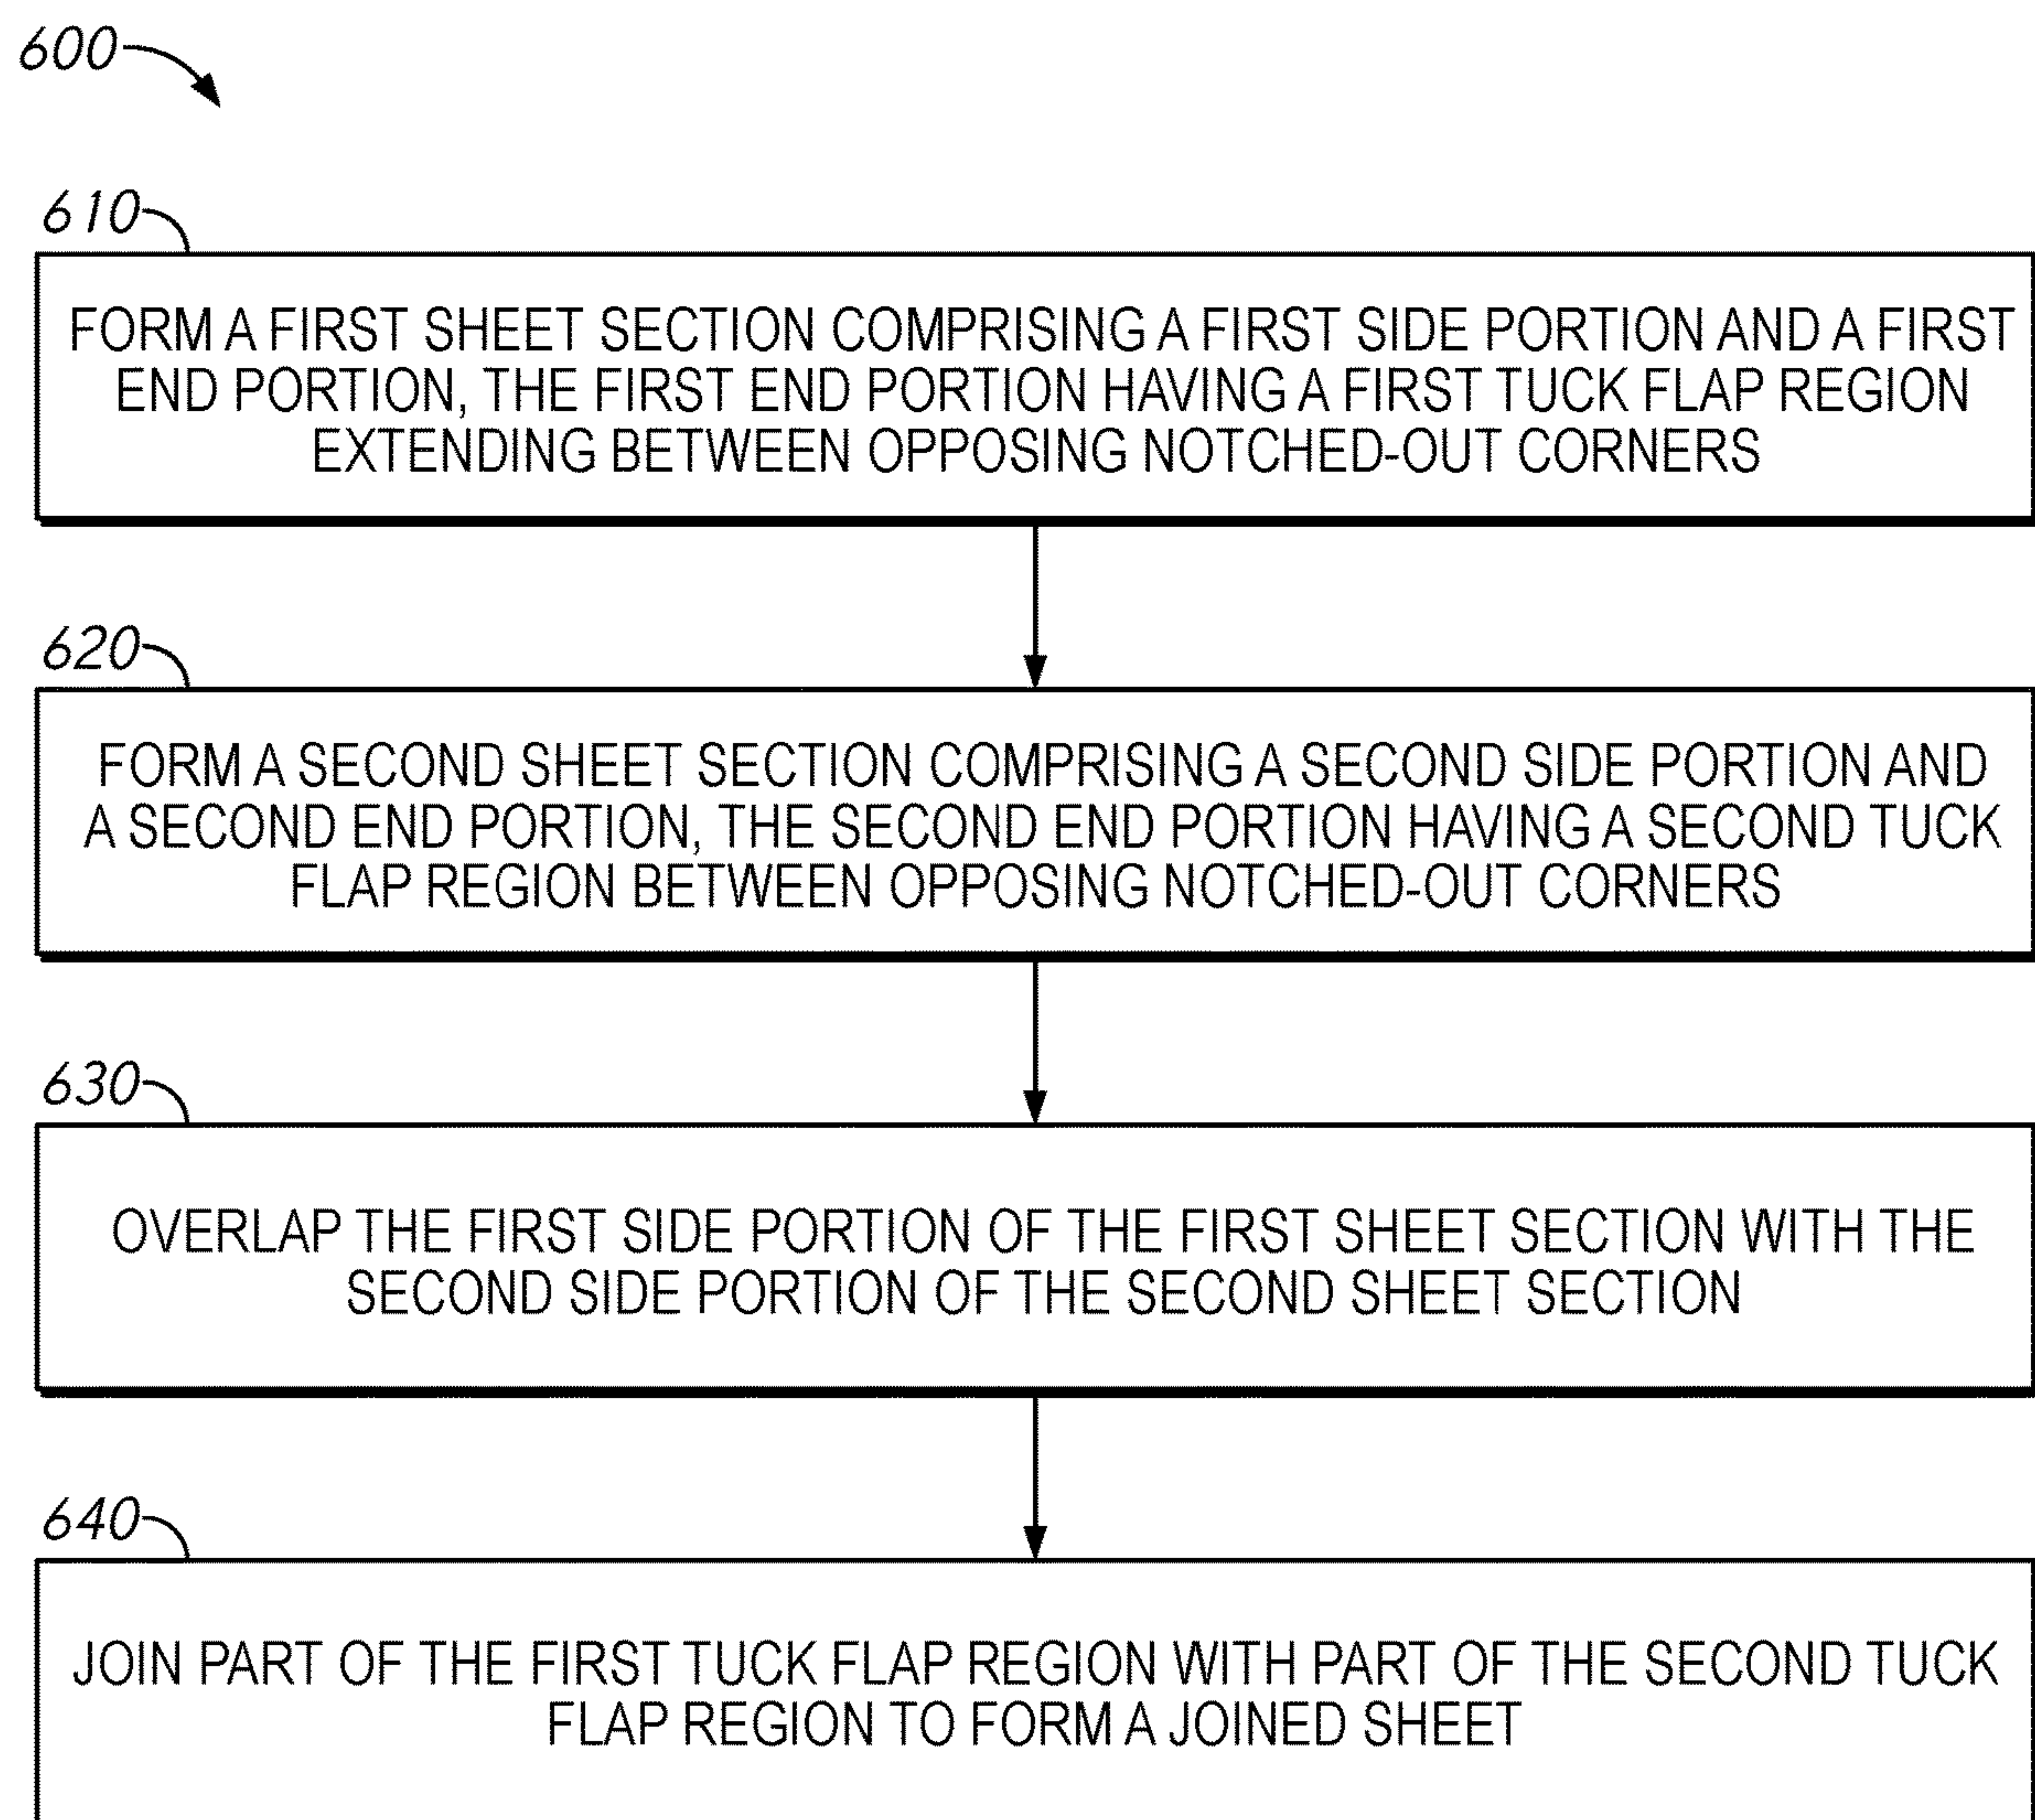 600
610
FORM A FIRST SHEET SECTION COMPRISING A FIRST SIDE PORTION AND A FIRST
END PORTION, THE FIRST END PORTION HAVING A FIRST TUCK FLAP REGION
EXTENDING BETWEEN OPPOSING NOTCHED-OUT CORNERS
620
FORM A SECOND SHEET SECTION COMPRISING A SECOND SIDE PORTION AND
A SECOND END PORTION, THE SECOND END PORTION HAVING A SECOND TUCK
FLAP REGION BETWEEN OPPOSING NOTCHED-OUT CORNERS
630
OVERLAP THE FIRST SIDE PORTION OF THE FIRST SHEET SECTION WITH THE
SECOND SIDE PORTION OF THE SECOND SHEET SECTION
640
JOIN PART OF THE FIRST TUCK FLAP REGION WITH PART OF THE SECOND TUCK
FLAP REGION TO FORM A JOINED SHEET